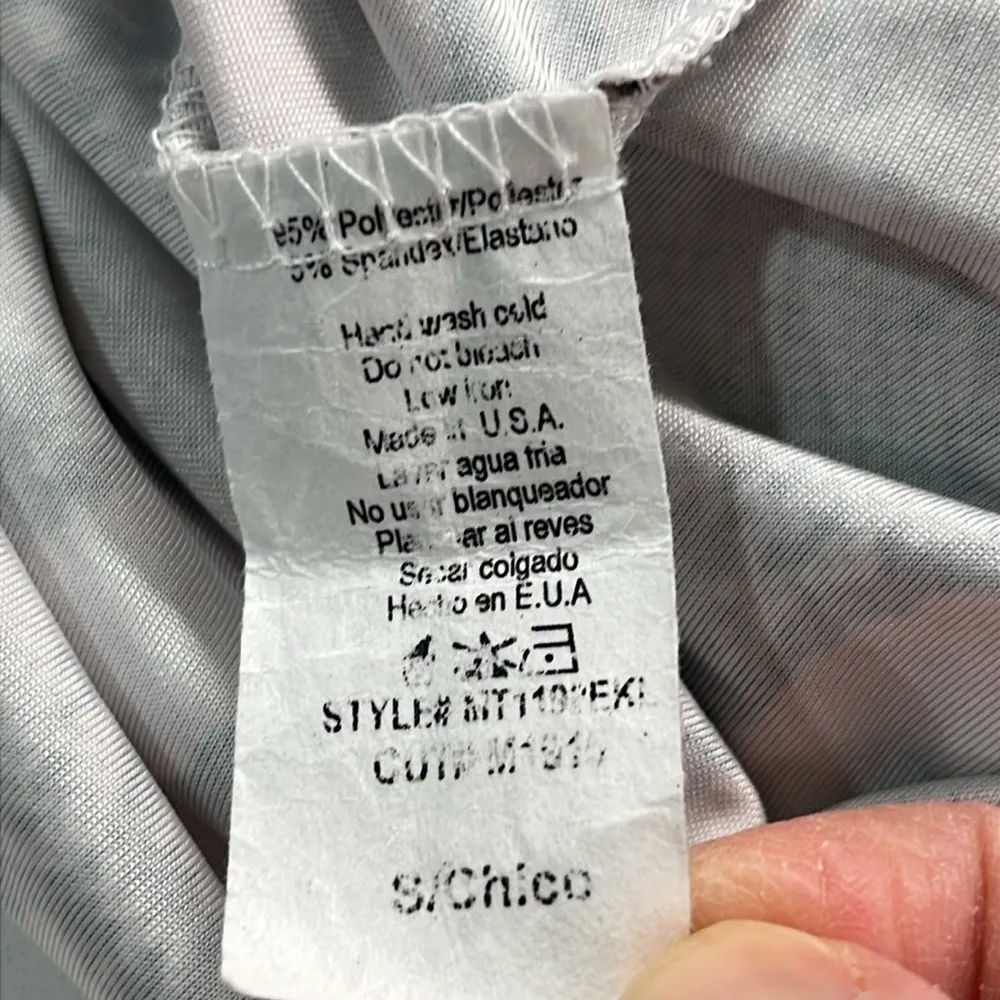 95% Polyester/Poliester
5% Spandex/Elastano
Hand wash cold
Do not bleach
Low iron
Made in U.S.A.
Lavar agua fria
No usar blanqueador
Planchar al reves
Secar colgado
Hecho en E.U.A
STYLE#
CUT#
S/Chico